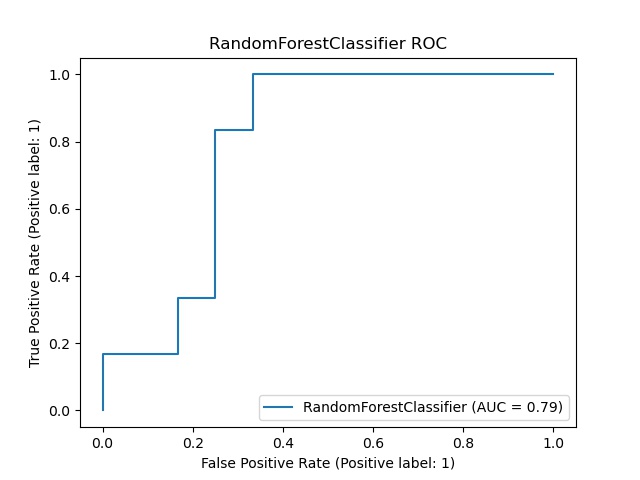 RandomForestClassifier ROC
True Positive Rate (Positive label: 1)
1.0
0.8
0.6
0.4
0.2
0.0
RandomForestClassifier (AUC = 0.79)
0.0 0.2 0.4 0.6 0.8 1.0
False Positive Rate (Positive label: 1)